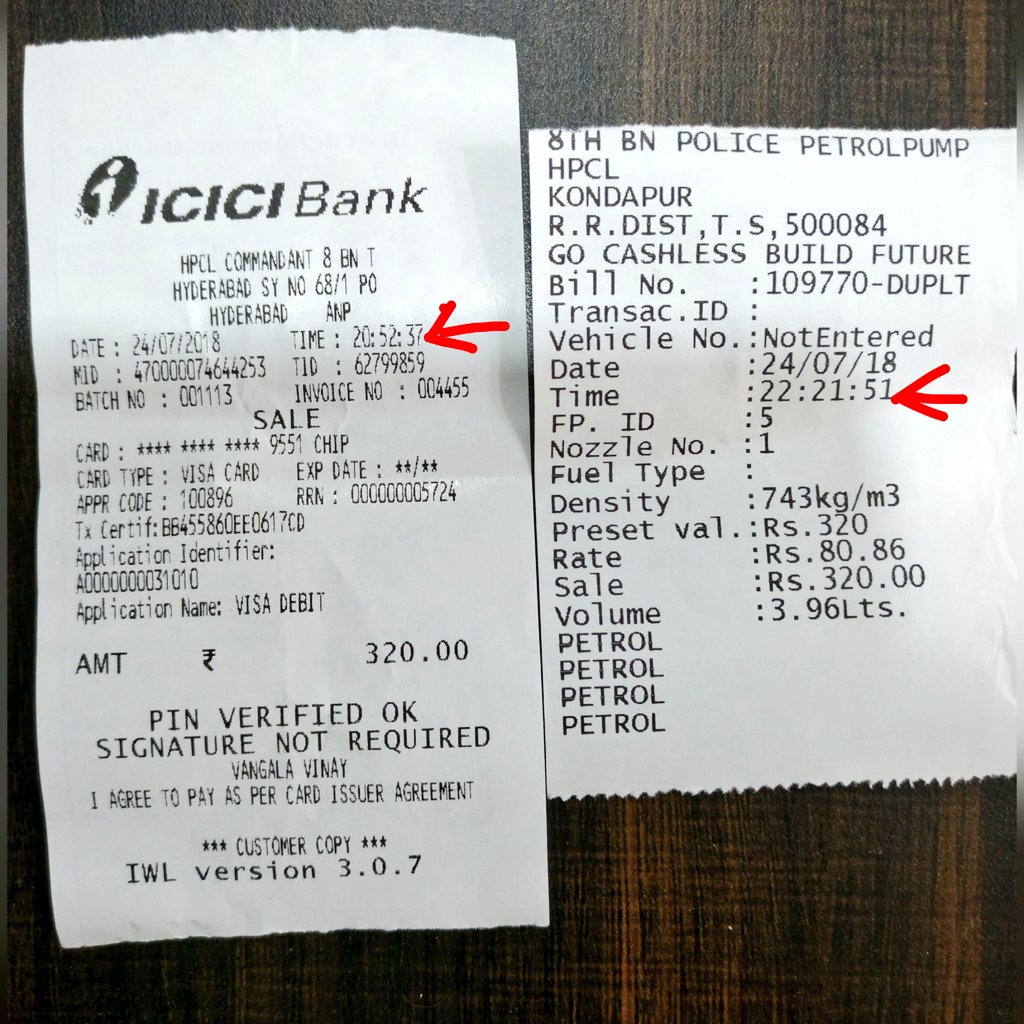 ICICI Bank
HPCL COMMANDANT 8 BN T
HYDERABAD SY NO 68/1 PO
HYDERABAD ANP
DATE : 24/07/2018 TIME : 20:52:37
MID : 470000074644253 TID : 62799859
BATCH NO : 001113 INVOICE NO : 004455
SALE
CARD : **** **** **** 9551 CHIP
CARD TYPE : VISA CARD EXP DATE : **/**
APPR CODE : 100896 RRN : 000000005724
Tx Certif:BB455860EE0617CD
Application Identifier:
A0000000031010
Application Name: VISA DEBIT
AMT ₹ 320.00
PIN VERIFIED OK
SIGNATURE NOT REQUIRED
VANGALA VINAY
I AGREE TO PAY AS PER CARD ISSUER AGREEMENT
*** CUSTOMER COPY ***
IWL version 3.0.7
8TH BN POLICE PETROLPUMP
HPCL
KONDAPUR
R.R.DIST,T.S,500084
GO CASHLESS BUILD FUTURE
Bill No. :109770-DUPLT
Transac.ID :
Vehicle No.:NotEntered
Date :24/07/18
Time :22:21:51
FP. ID :5
Nozzle No. :1
Fuel Type :
Density :743kg/m3
Preset val.:Rs.320
Rate :Rs.80.86
Sale :Rs.320.00
Volume :3.96Lts.
PETROL
PETROL
PETROL
PETROL